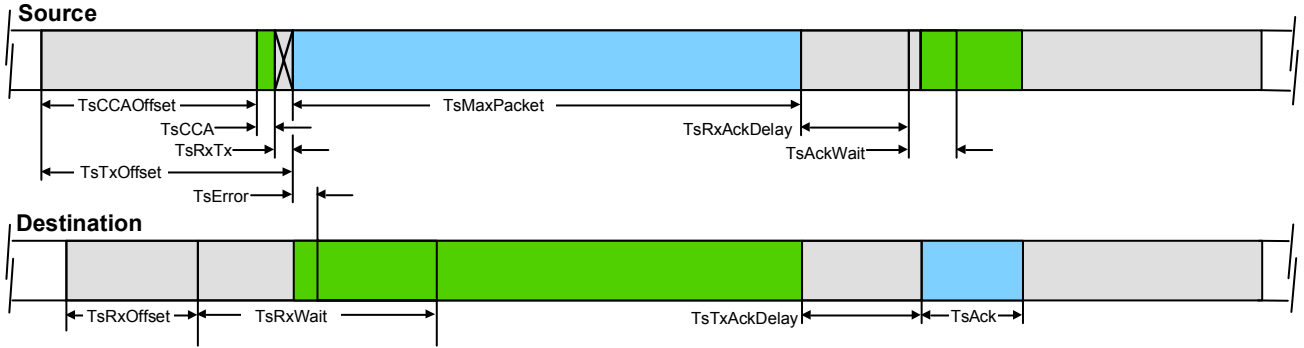 Source
TsCCAOffset
TsMaxPacket
TsCCA
TsRxAckDelay
TsRxTx
TsAckWait
TsTxOffset
TsError
Destination
TsRxOffset
TsRxWait
TsTxAckDelay
TsAck